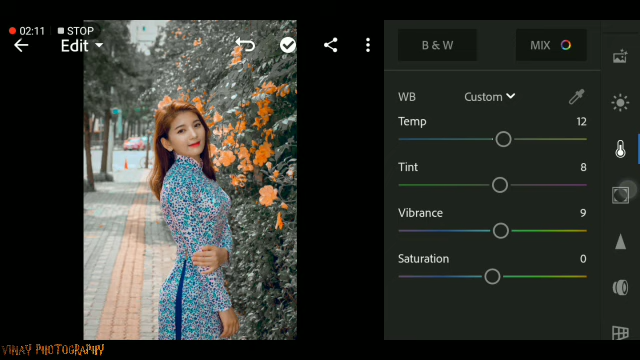 02:11 STOP
Edit
B & W MIX
WB Custom
Temp 12
Tint 8
Vibrance 9
Saturation 0
VINAY PHOTOGRAPHY